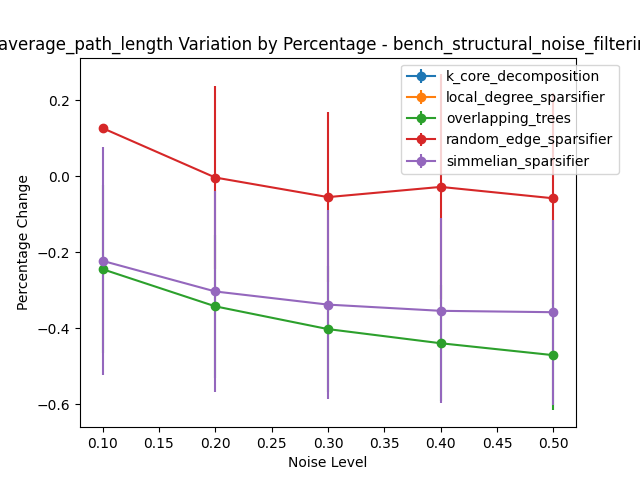 average_path_length Variation by Percentage - bench_structural_noise_filterin
k_core_decomposition
local_degree_sparsifier
overlapping_trees
random_edge_sparsifier
simmelian_sparsifier
Percentage Change
0.2
0.0
−0.2
−0.4
−0.6
0.10 0.15 0.20 0.25 0.30 0.35 0.40 0.45 0.50
Noise Level